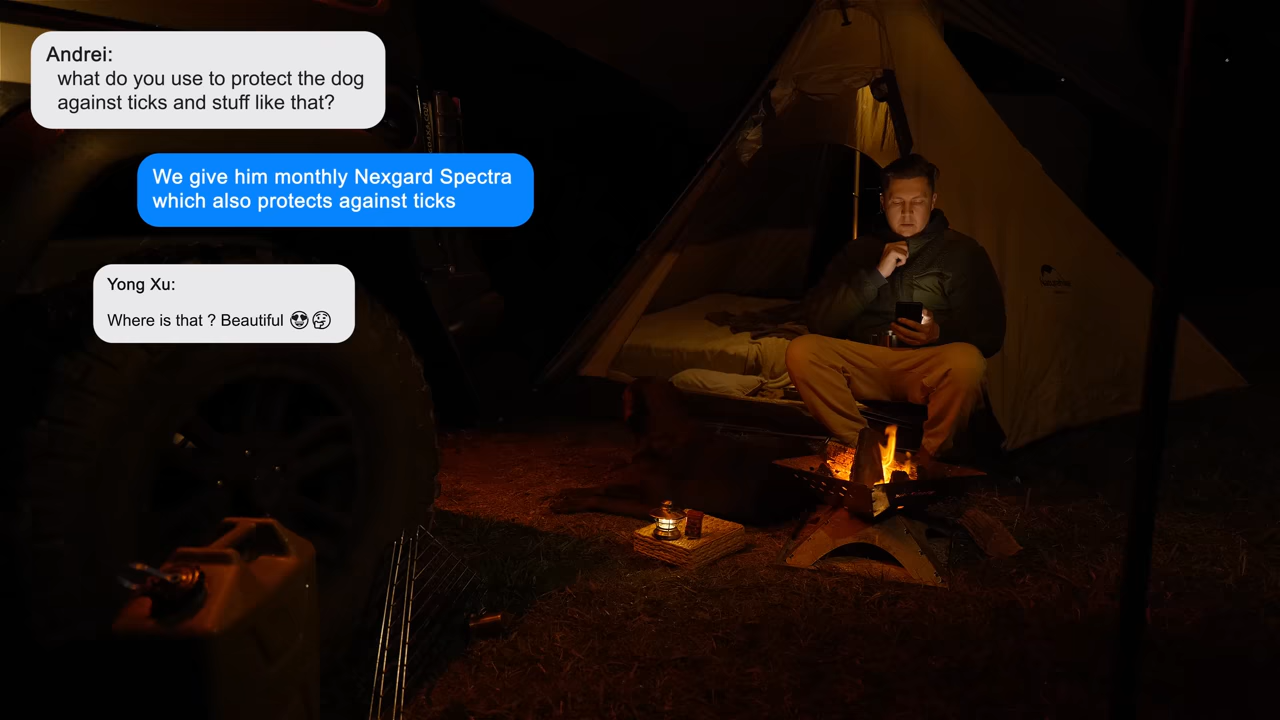 Andrei:
what do you use to protect the dog
against ticks and stuff like that?
We give him monthly Nexgard Spectra
which also protects against ticks
Yong Xu:
Where is that ? Beautiful 😍🤔